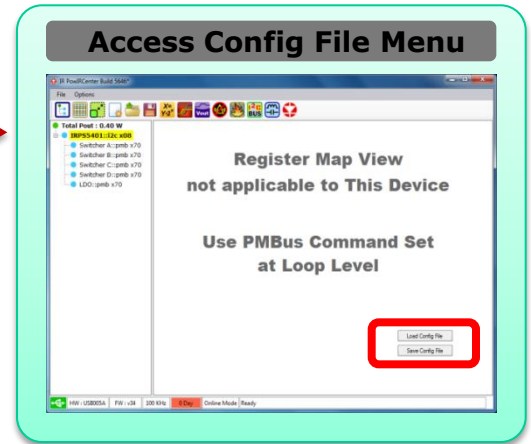 Access Config File Menu
IR PowIRCenter Build 5646*
File Options
Total Pout : 0.40 W
IRPS5401::I2c x08
Switcher A::pmb x70
Switcher B::pmb x70
Switcher C::pmb x70
Switcher D::pmb x70
LDO::pmb x70
Register Map View
not applicable to This Device
Use PMBus Command Set
at Loop Level
Load Config File
Save Config File
HW : USB005A FW : v34 100 KHz 0 Day Online Mode Ready